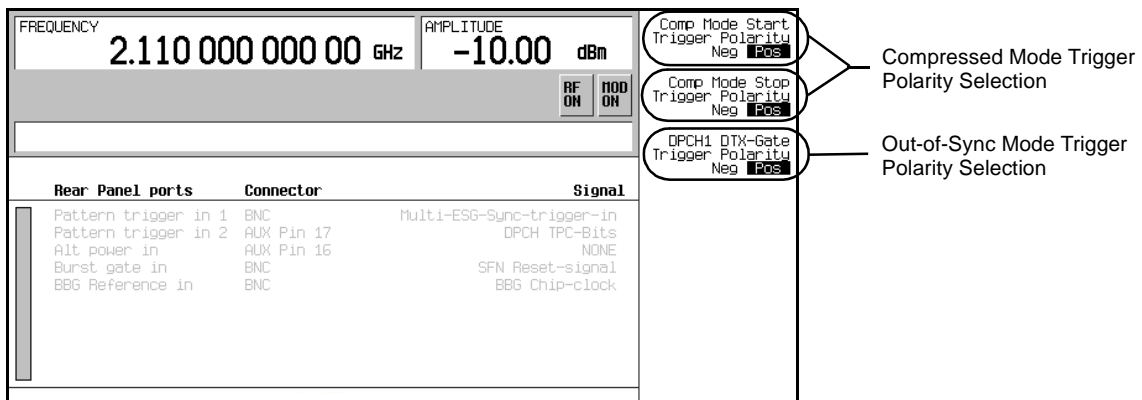 FREQUENCY
2.110 000 000 00 GHz
AMPLITUDE
-10.00 dBm
RF ON
MOD ON
Comp Mode Start
Trigger Polarity
Neg Pos
Comp Mode Stop
Trigger Polarity
Neg Pos
DPCH1 DTX-Gate
Trigger Polarity
Neg Pos
Compressed Mode Trigger
Polarity Selection
Out-of-Sync Mode Trigger
Polarity Selection
Rear Panel ports Connector Signal
Pattern trigger in 1 BNC Multi-ESG-Sync-trigger-in
Pattern trigger in 2 AUX Pin 17 DPCH TPC-Bits
Alt power in AUX Pin 16 NONE
Burst gate in BNC SFN Reset-signal
BBG Reference in BNC BBG Chip-clock